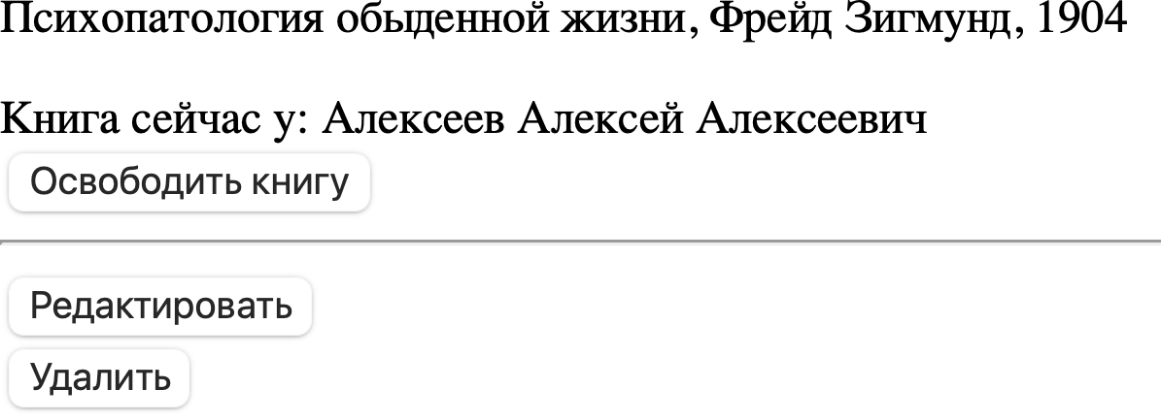 Психопатология обыденной жизни, Фрейд Зигмунд, 1904
Книга сейчас у: Алексеев Алексей Алексеевич
Освободить книгу
Редактировать
Удалить